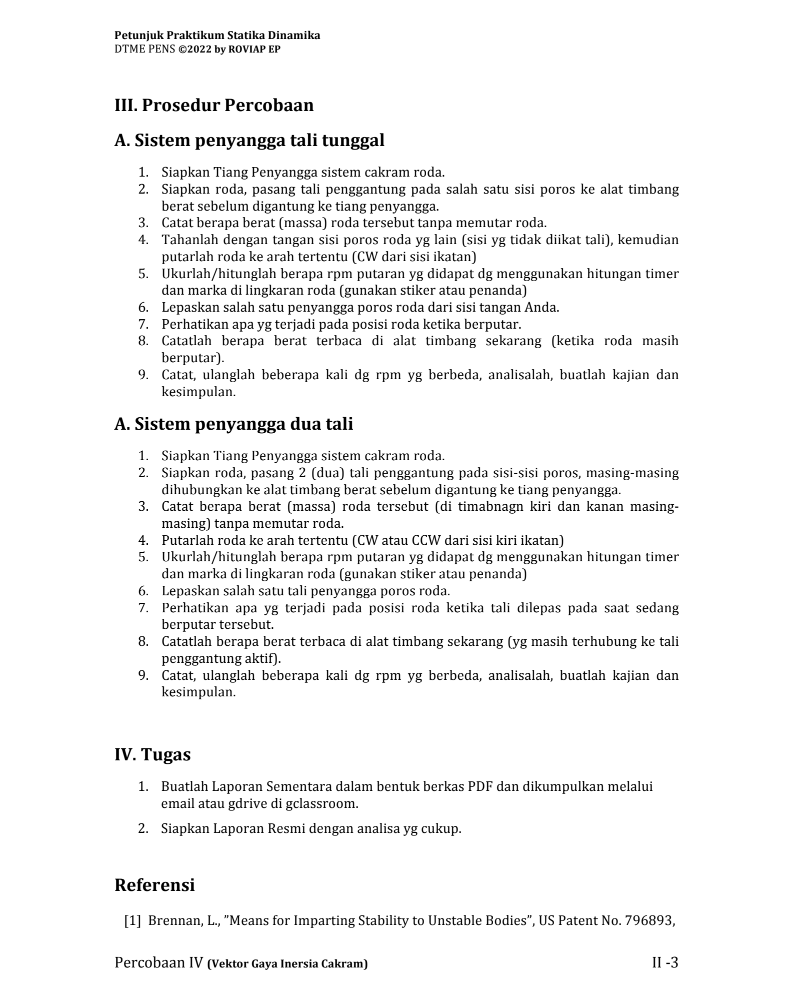 Petunjuk Praktikum Statika Dinamika
DTME PENS ©2022 by ROVIAP EP
III. Prosedur Percobaan
A. Sistem penyangga tali tunggal
1. Siapkan Tiang Penyangga sistem cakram roda.
2. Siapkan roda, pasang tali penggantung pada salah satu sisi poros ke alat timbang
berat sebelum digantung ke tiang penyangga.
3. Catat berapa berat (massa) roda tersebut tanpa memutar roda.
4. Tahanlah dengan tangan sisi poros roda yg lain (sisi yg tidak diikat tali), kemudian
putarlah roda ke arah tertentu (CW dari sisi ikatan)
5. Ukurlah/hitunglah berapa rpm putaran yg didapat dg menggunakan hitungan timer
dan marka di lingkaran roda (gunakan stiker atau penanda)
6. Lepaskan salah satu penyangga poros roda dari sisi tangan Anda.
7. Perhatikan apa yg terjadi pada posisi roda ketika berputar.
8. Catatlah berapa berat terbaca di alat timbang sekarang (ketika roda masih
berputar).
9. Catat, ulanglah beberapa kali dg rpm yg berbeda, analisalah, buatlah kajian dan
kesimpulan.
A. Sistem penyangga dua tali
1. Siapkan Tiang Penyangga sistem cakram roda.
2. Siapkan roda, pasang 2 (dua) tali penggantung pada sisi-sisi poros, masing-masing
dihubungkan ke alat timbang berat sebelum digantung ke tiang penyangga.
3. Catat berapa berat (massa) roda tersebut (di timabnagn kiri dan kanan masing-
masing) tanpa memutar roda.
4. Putarlah roda ke arah tertentu (CW atau CCW dari sisi kiri ikatan)
5. Ukurlah/hitunglah berapa rpm putaran yg didapat dg menggunakan hitungan timer
dan marka di lingkaran roda (gunakan stiker atau penanda)
6. Lepaskan salah satu tali penyangga poros roda.
7. Perhatikan apa yg terjadi pada posisi roda ketika tali dilepas pada saat sedang
berputar tersebut.
8. Catatlah berapa berat terbaca di alat timbang sekarang (yg masih terhubung ke tali
penggantung aktif).
9. Catat, ulanglah beberapa kali dg rpm yg berbeda, analisalah, buatlah kajian dan
kesimpulan.
IV. Tugas
1. Buatlah Laporan Sementara dalam bentuk berkas PDF dan dikumpulkan melalui
email atau gdrive di gclassroom.
2. Siapkan Laporan Resmi dengan analisa yg cukup.
Referensi
[1] Brennan, L., ”Means for Imparting Stability to Unstable Bodies”, US Patent No. 796893,
Percobaan IV (Vektor Gaya Inersia Cakram) II -3